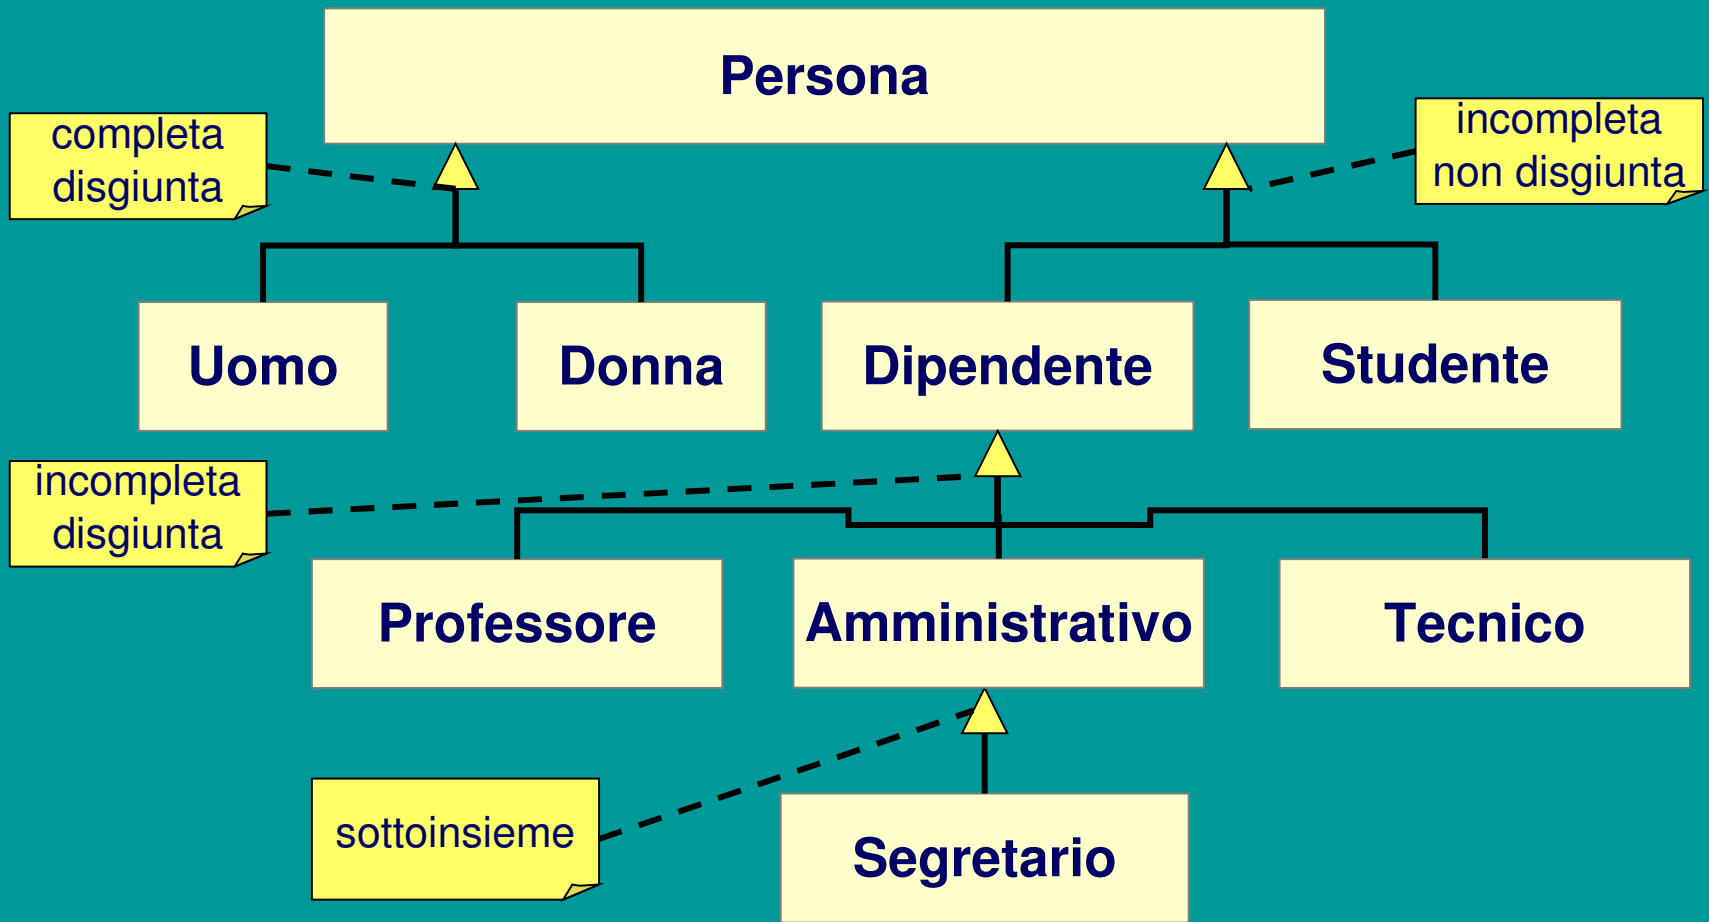 Persona
completa
disgiunta
incompleta
non disgiunta
Uomo
Donna
Dipendente
Studente
incompleta
disgiunta
Professore
Amministrativo
Tecnico
sottoinsieme
Segretario